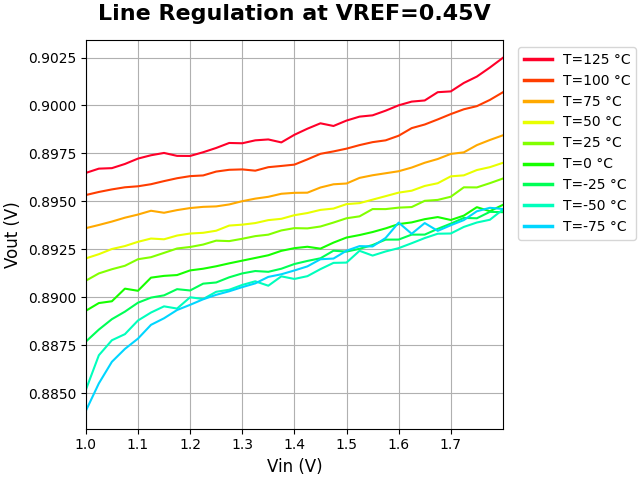 Line Regulation at VREF=0.45V
Vout (V)
0.9025
0.9000
0.8975
0.8950
0.8925
0.8900
0.8875
0.8850
1.0 1.1 1.2 1.3 1.4 1.5 1.6 1.7
Vin (V)
T=125 °C
T=100 °C
T=75 °C
T=50 °C
T=25 °C
T=0 °C
T=-25 °C
T=-50 °C
T=-75 °C